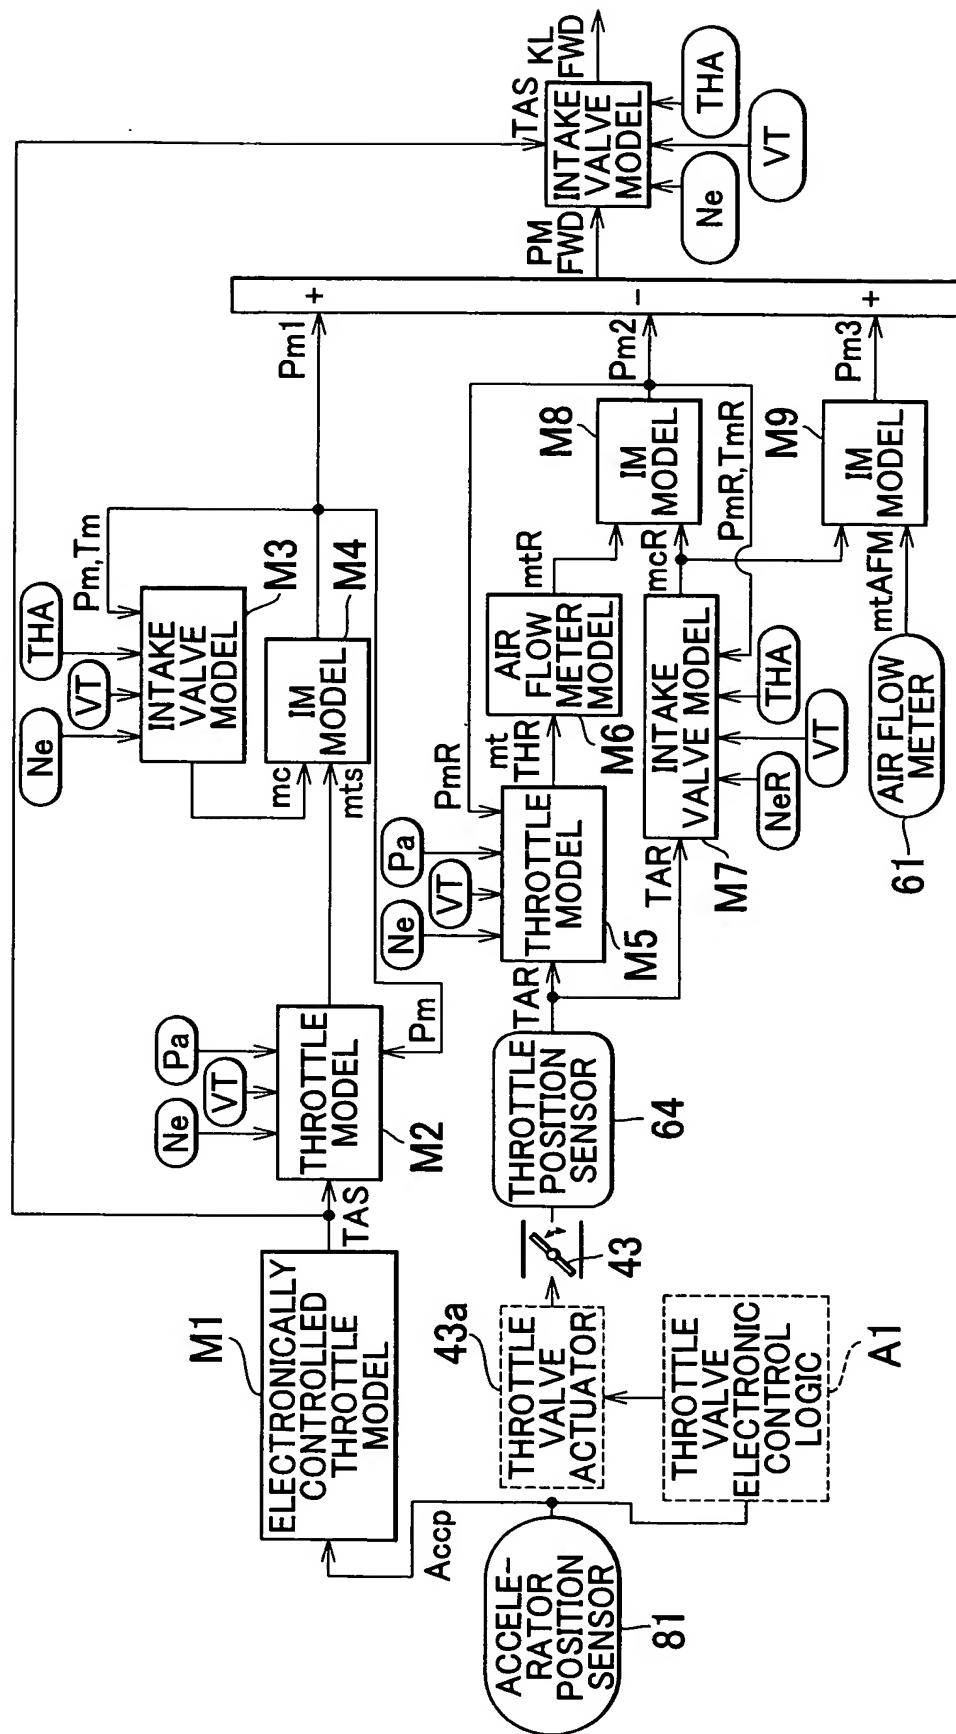 M1
ELECTRONICALLY
CONTROLLED
THROTTLE
MODEL
Accp
ACCELE-
RATOR
POSITION
SENSOR
81
TAS
Ne
VT
Pa
THROTTLE
MODEL
M2
Pm
Ne
VT
THA
Pm,Tm
INTAKE
VALVE
MODEL
M3
mc
mts
IM
MODEL
M4
Pm1
43a
THROTTLE
VALVE
ACTUATOR
THROTTLE
VALVE
ELECTRONIC
CONTROL
LOGIC
A1
43
THROTTLE
POSITION
SENSOR
64
TAR
Ne
VT
Pa
PmR
THROTTLE
MODEL
M5
mt
THR
AIR
FLOW
METER
MODEL
M6
mtR
M8
IM
MODEL
Pm2
TAR
INTAKE
VALVE MODEL
M7
NeR
VT
THA
mcR
PmR,TmR
AIR FLOW
METER
61
mtAFM
M9
IM
MODEL
Pm3
+
-
+
PM
FWD
TAS
INTAKE
VALVE
MODEL
KL
FWD
Ne
VT
THA